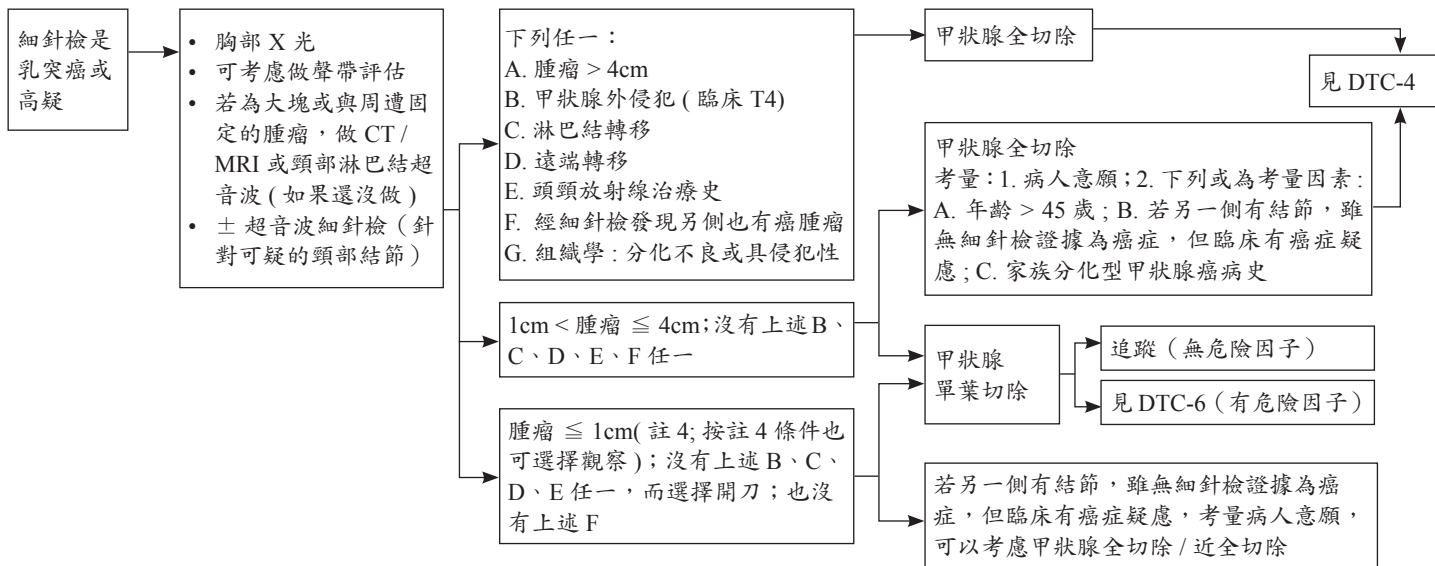 細針檢是
乳突癌或
高疑
• 胸部 X 光
• 可考慮做聲帶評估
• 若為大塊或與周遭固
定的腫瘤，做 CT /
MRI 或頸部淋巴結超
音波 ( 如果還沒做 )
• ± 超音波細針檢（針
對可疑的頸部結節）
下列任一：
A. 腫瘤 > 4cm
B. 甲狀腺外侵犯 ( 臨床 T4)
C. 淋巴結轉移
D. 遠端轉移
E. 頭頸放射線治療史
F. 經細針檢發現另側也有癌腫瘤
G. 組織學 : 分化不良或具侵犯性
1cm < 腫瘤 ≦ 4cm；沒有上述 B、
C、D、E、F 任一
腫瘤 ≦ 1cm( 註 4; 按註 4 條件也
可選擇觀察 )；沒有上述 B、C、
D、E 任一，而選擇開刀；也沒
有上述 F
甲狀腺全切除
見 DTC-4
甲狀腺全切除
考量：1. 病人意願；2. 下列或為考量因素 :
A. 年齡 > 45 歲 ; B. 若另一側有結節，雖
無細針檢證據為癌症，但臨床有癌症疑
慮 ; C. 家族分化型甲狀腺癌病史
甲狀腺
單葉切除
追蹤（無危險因子）
見 DTC-6（有危險因子）
若另一側有結節，雖無細針檢證據為癌
症，但臨床有癌症疑慮，考量病人意願，
可以考慮甲狀腺全切除 / 近全切除